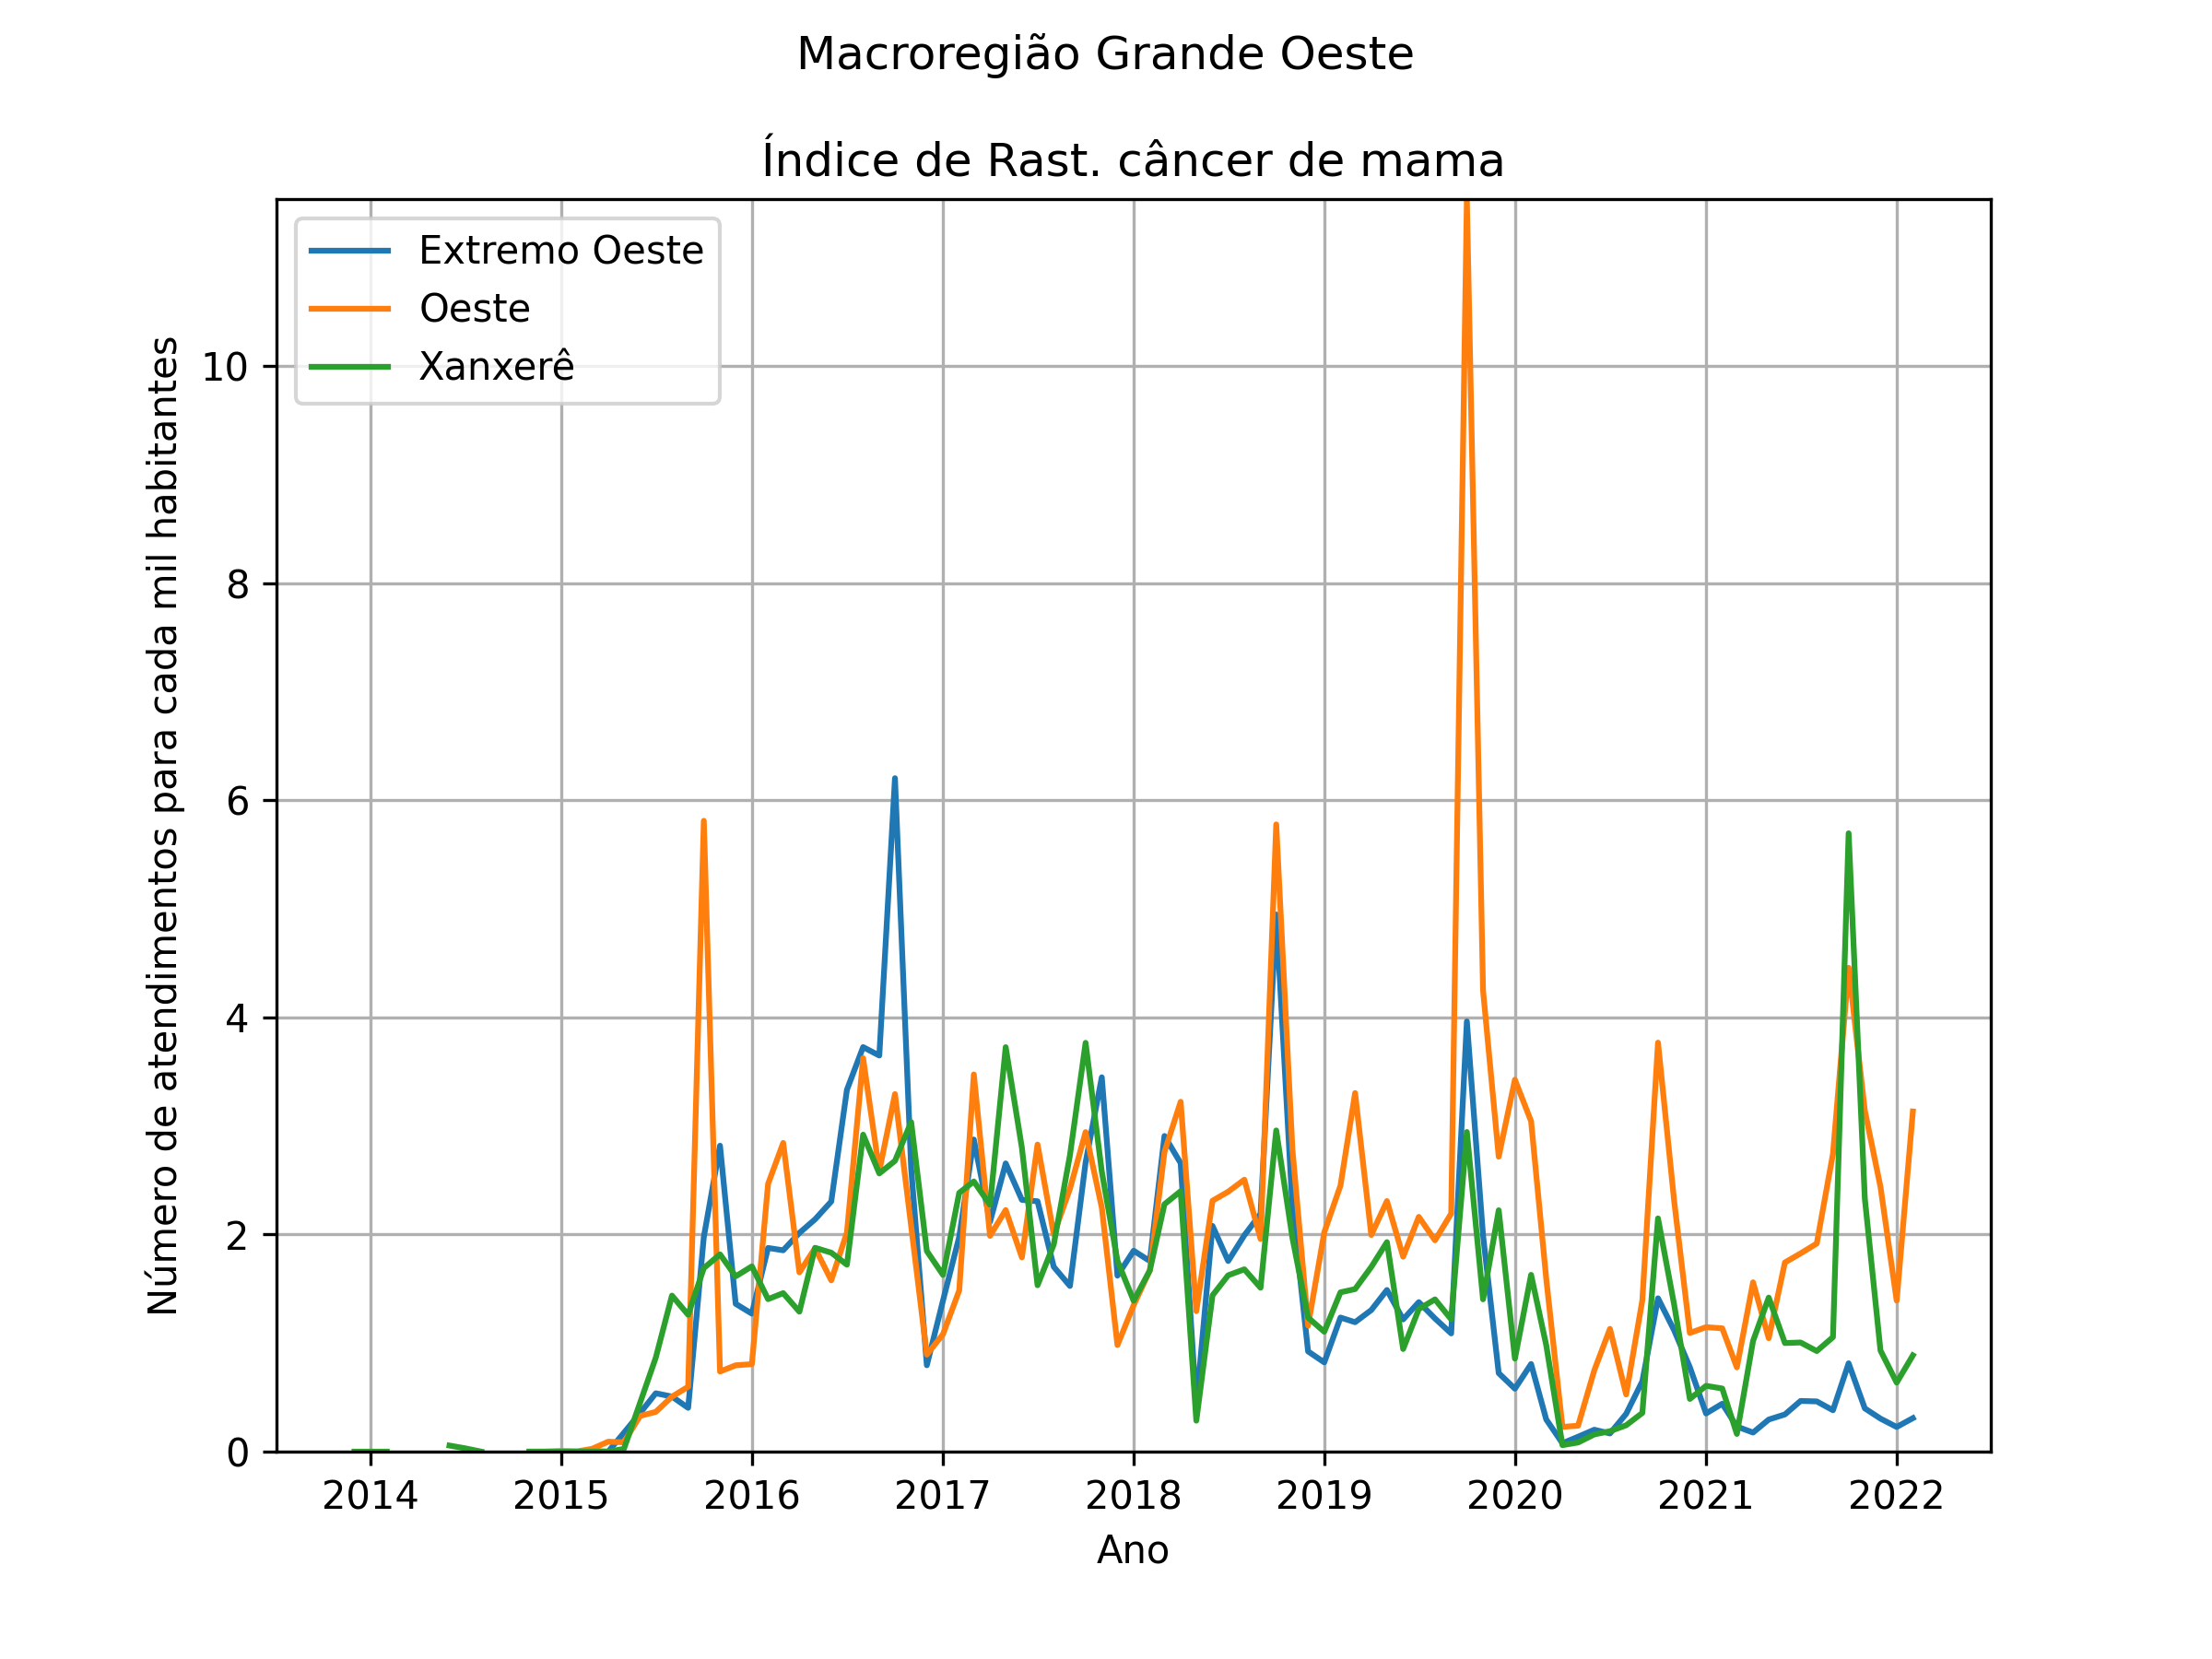 Macroregião Grande Oeste
Índice de Rast. câncer de mama
Extremo Oeste
Oeste
Xanxerê
Número de atendimentos para cada mil habitantes
10
8
6
4
2
0
2014 2015 2016 2017 2018 2019 2020 2021 2022
Ano